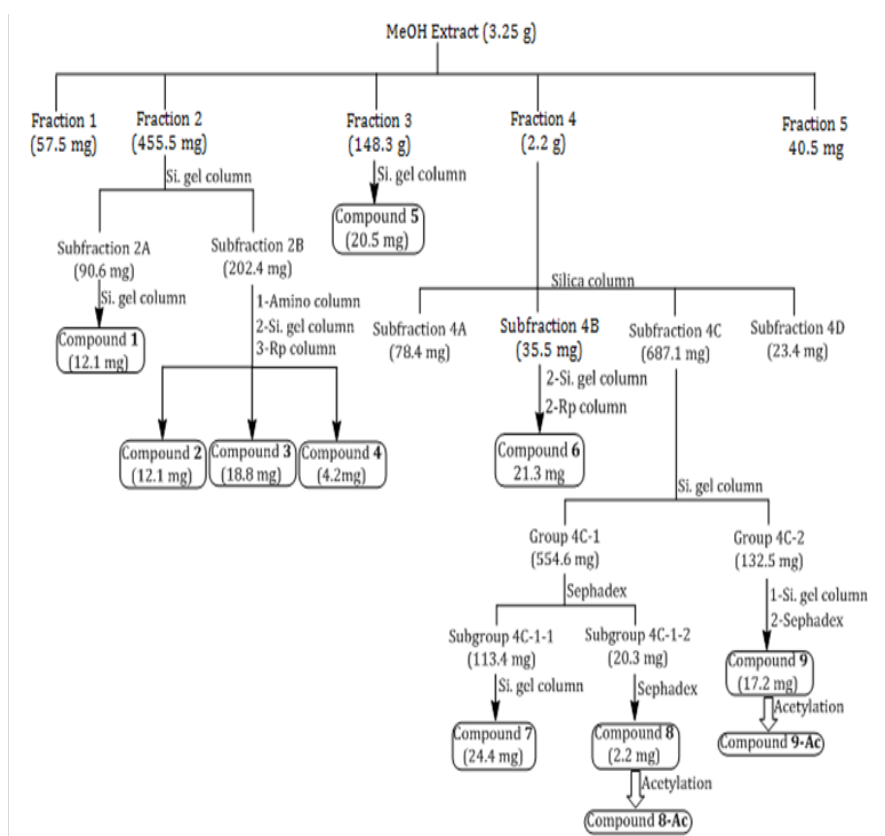 MeOH Extract (3.25 g)
Fraction 1
(57.5 mg)
Fraction 2
(455.5 mg)
Fraction 3
(148.3 g)
Fraction 4
(2.2 g)
Fraction 5
40.5 mg
Si. gel column
Si. gel column
Compound 5
(20.5 mg)
Subfraction 2A
(90.6 mg)
Subfraction 2B
(202.4 mg)
Si. gel column
Compound 1
(12.1 mg)
1-Amino column
2-Si. gel column
3-Rp column
Compound 2
(12.1 mg)
Compound 3
(18.8 mg)
Compound 4
(4.2mg)
Silica column
Subfraction 4A
(78.4 mg)
Subfraction 4B
(35.5 mg)
Subfraction 4C
(687.1 mg)
Subfraction 4D
(23.4 mg)
2-Si. gel column
2-Rp column
Compound 6
21.3 mg
Si. gel column
Group 4C-1
(554.6 mg)
Group 4C-2
(132.5 mg)
Sephadex
1-Si. gel column
2-Sephadex
Subgroup 4C-1-1
(113.4 mg)
Subgroup 4C-1-2
(20.3 mg)
Compound 9
(17.2 mg)
Si. gel column
Sephadex
Acetylation
Compound 7
(24.4 mg)
Compound 8
(2.2 mg)
Compound 9-Ac
Acetylation
Compound 8-Ac